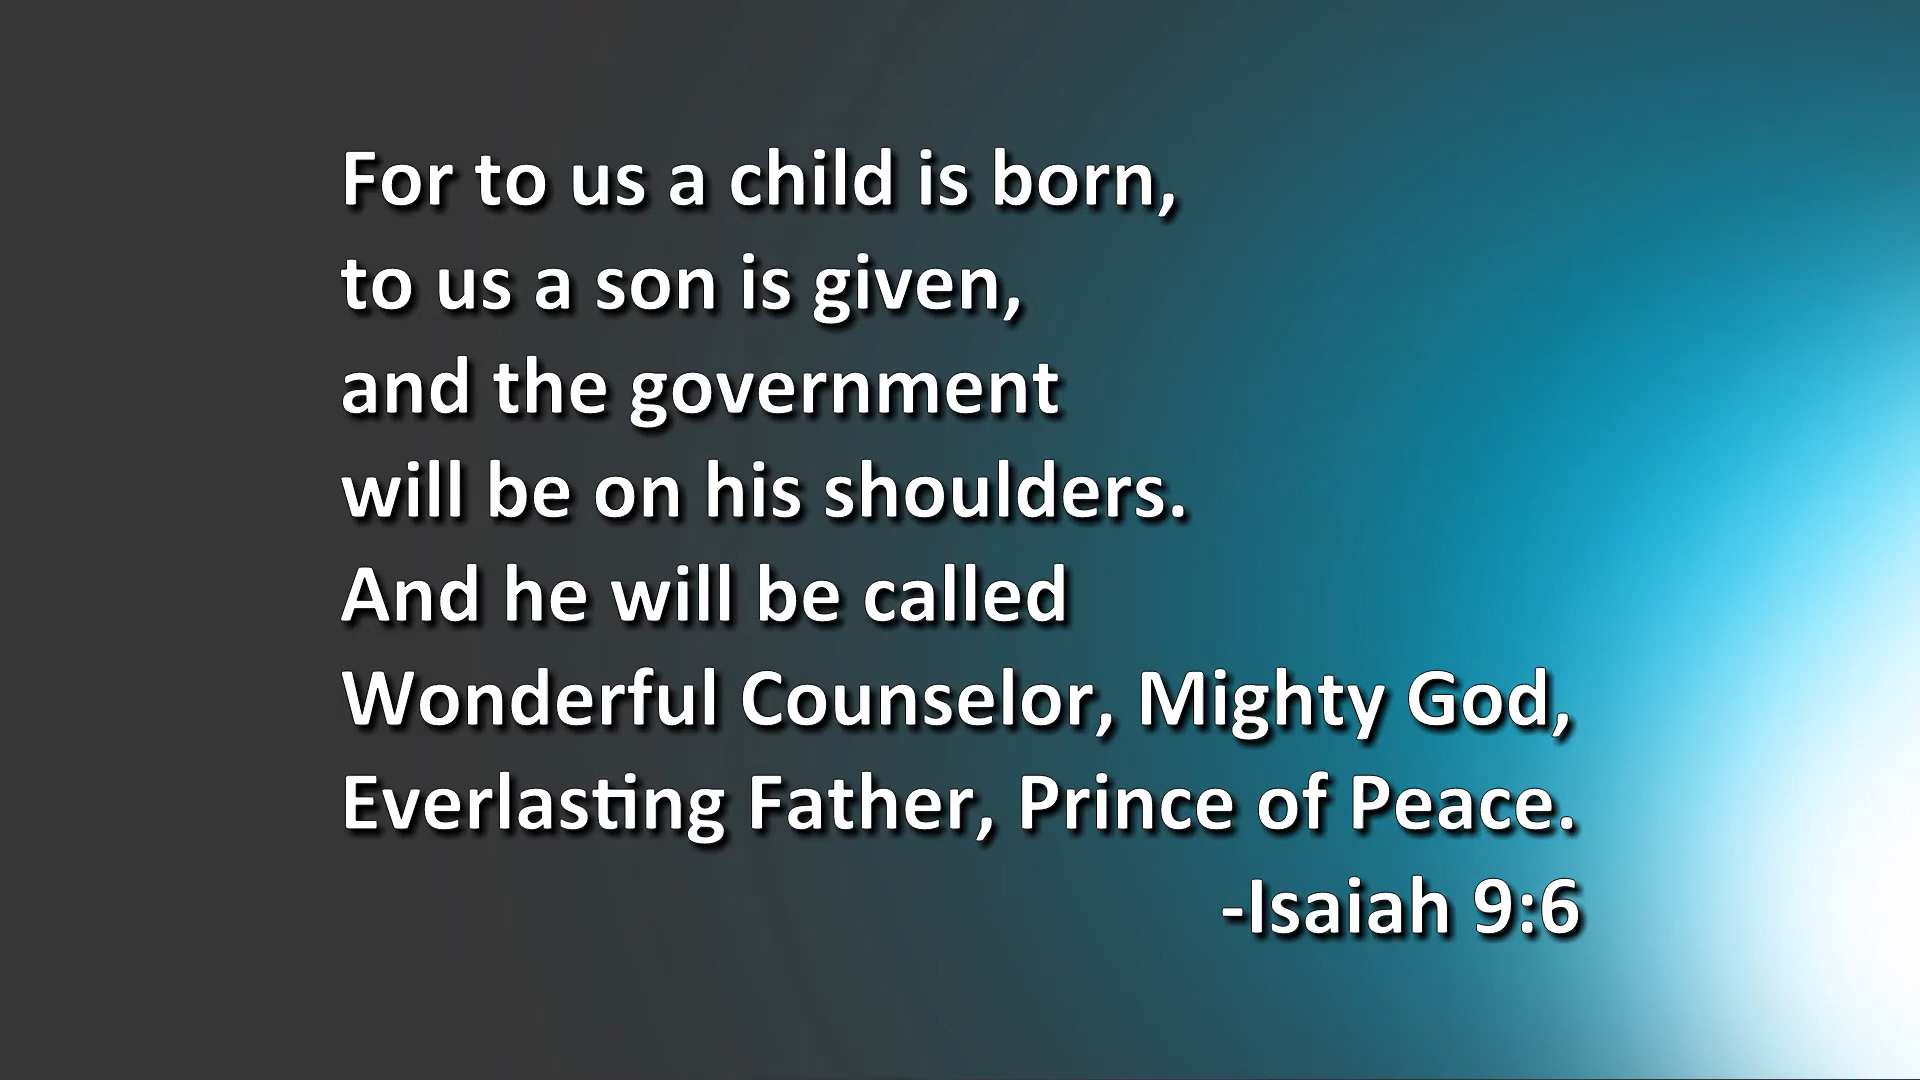 For to us a child is born,
to us a son is given,
and the government
will be on his shoulders.
And he will be called
Wonderful Counselor, Mighty God,
Everlasting Father, Prince of Peace.
-Isaiah 9:6